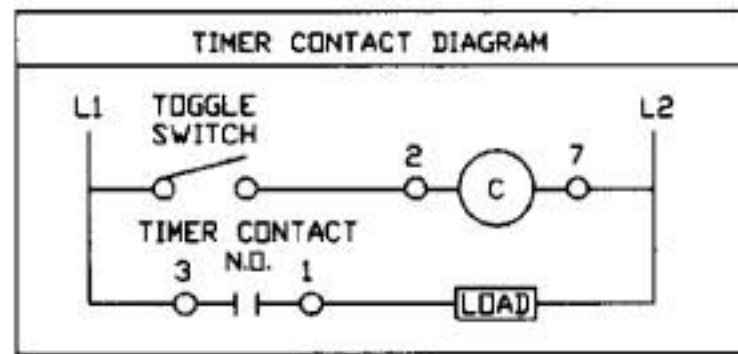 TIMER CONTACT DIAGRAM
L1 TOGGLE L2
SWITCH
2 C 7
TIMER CONTACT
3 N.O. 1
LOAD